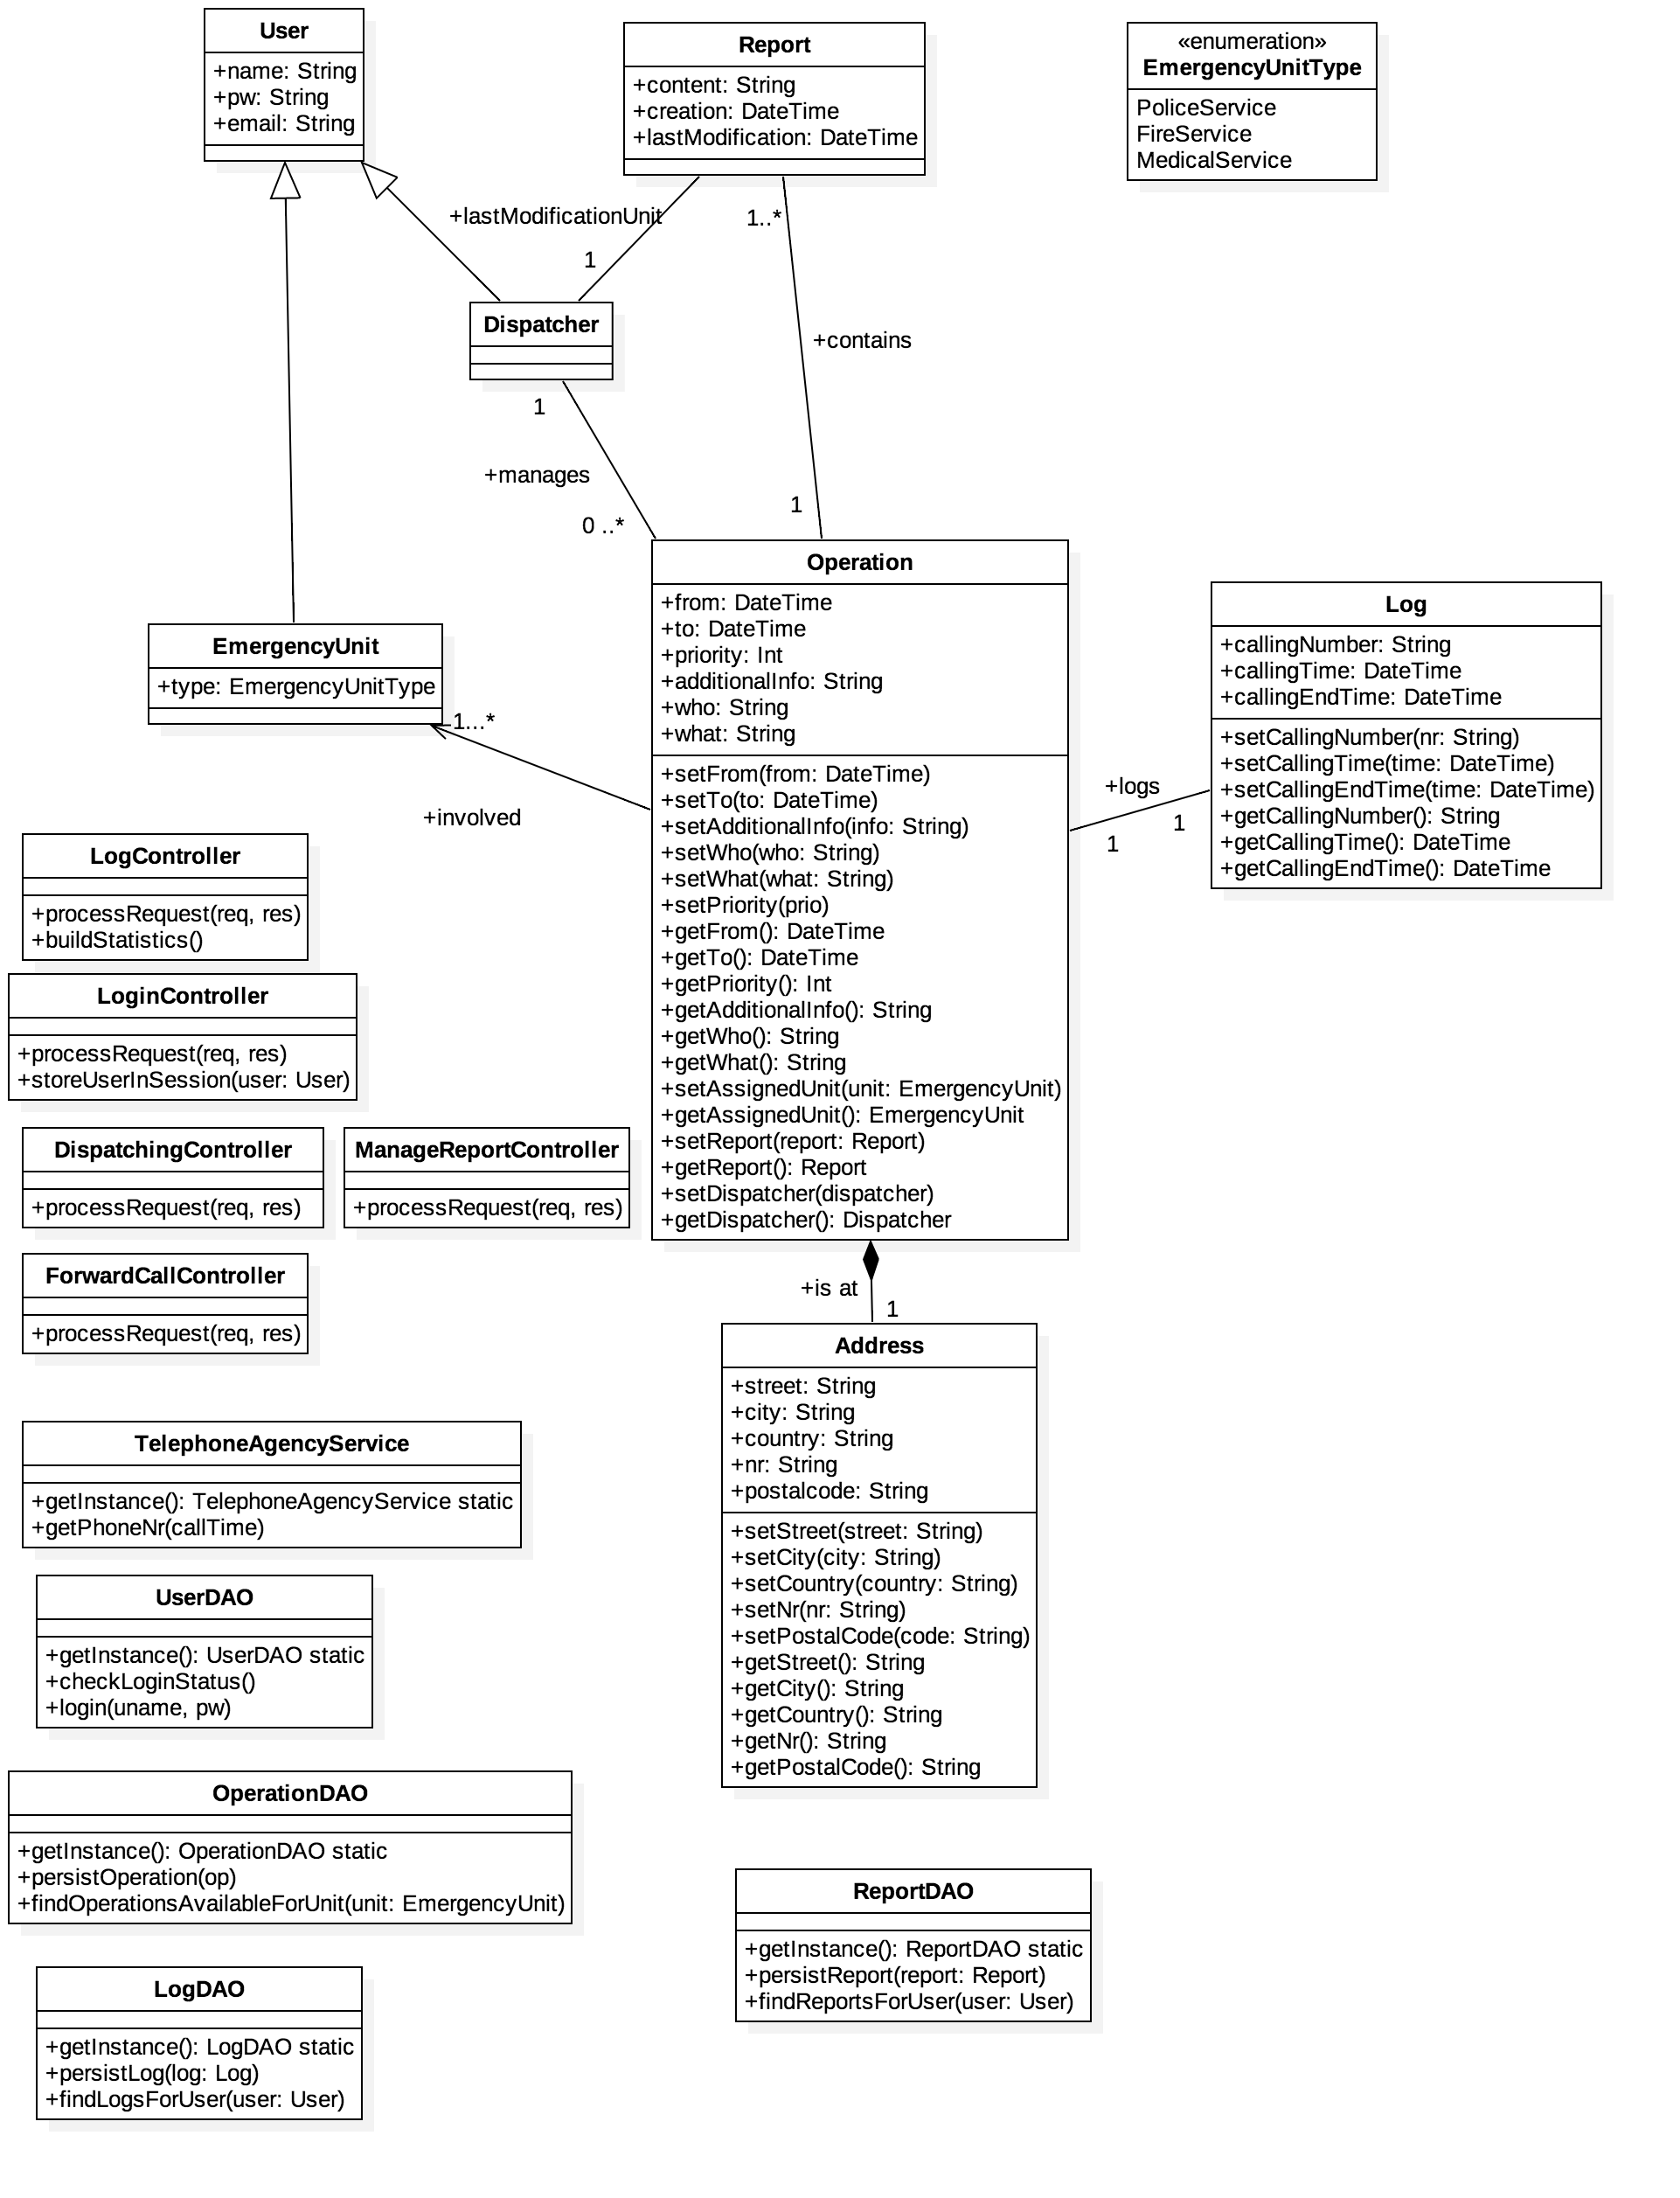 User
+name: String
+pw: String
+email: String
Report
+content: String
+creation: DateTime
+lastModification: DateTime
«enumeration»
EmergencyUnitType
PoliceService
FireService
MedicalService
+lastModificationUnit
1
1..*
Dispatcher
+contains
1
+manages
0 ..*
1
Operation
+from: DateTime
+to: DateTime
+priority: Int
+additionalInfo: String
+who: String
+what: String
+setFrom(from: DateTime)
+setTo(to: DateTime)
+setAdditionalInfo(info: String)
+setWho(who: String)
+setWhat(what: String)
+setPriority(prio)
+getFrom(): DateTime
+getTo(): DateTime
+getPriority(): Int
+getAdditionalInfo(): String
+getWho(): String
+getWhat(): String
+setAssignedUnit(unit: EmergencyUnit)
+getAssignedUnit(): EmergencyUnit
+setReport(report: Report)
+getReport(): Report
+setDispatcher(dispatcher)
+getDispatcher(): Dispatcher
Log
+callingNumber: String
+callingTime: DateTime
+callingEndTime: DateTime
+setCallingNumber(nr: String)
+setCallingTime(time: DateTime)
+setCallingEndTime(time: DateTime)
+getCallingNumber(): String
+getCallingTime(): DateTime
+getCallingEndTime(): DateTime
+logs
1
1
EmergencyUnit
+type: EmergencyUnitType
1...*
+involved
LogController
+processRequest(req, res)
+buildStatistics()
LoginController
+processRequest(req, res)
+storeUserInSession(user: User)
DispatchingController
+processRequest(req, res)
ManageReportController
+processRequest(req, res)
ForwardCallController
+processRequest(req, res)
+is at
1
Address
+street: String
+city: String
+country: String
+nr: String
+postalcode: String
+setStreet(street: String)
+setCity(city: String)
+setCountry(country: String)
+setNr(nr: String)
+setPostalCode(code: String)
+getStreet(): String
+getCity(): String
+getCountry(): String
+getNr(): String
+getPostalCode(): String
TelephoneAgencyService
+getInstance(): TelephoneAgencyService static
+getPhoneNr(callTime)
UserDAO
+getInstance(): UserDAO static
+checkLoginStatus()
+login(uname, pw)
OperationDAO
+getInstance(): OperationDAO static
+persistOperation(op)
+findOperationsAvailableForUnit(unit: EmergencyUnit)
ReportDAO
+getInstance(): ReportDAO static
+persistReport(report: Report)
+findReportsForUser(user: User)
LogDAO
+getInstance(): LogDAO static
+persistLog(log: Log)
+findLogsForUser(user: User)